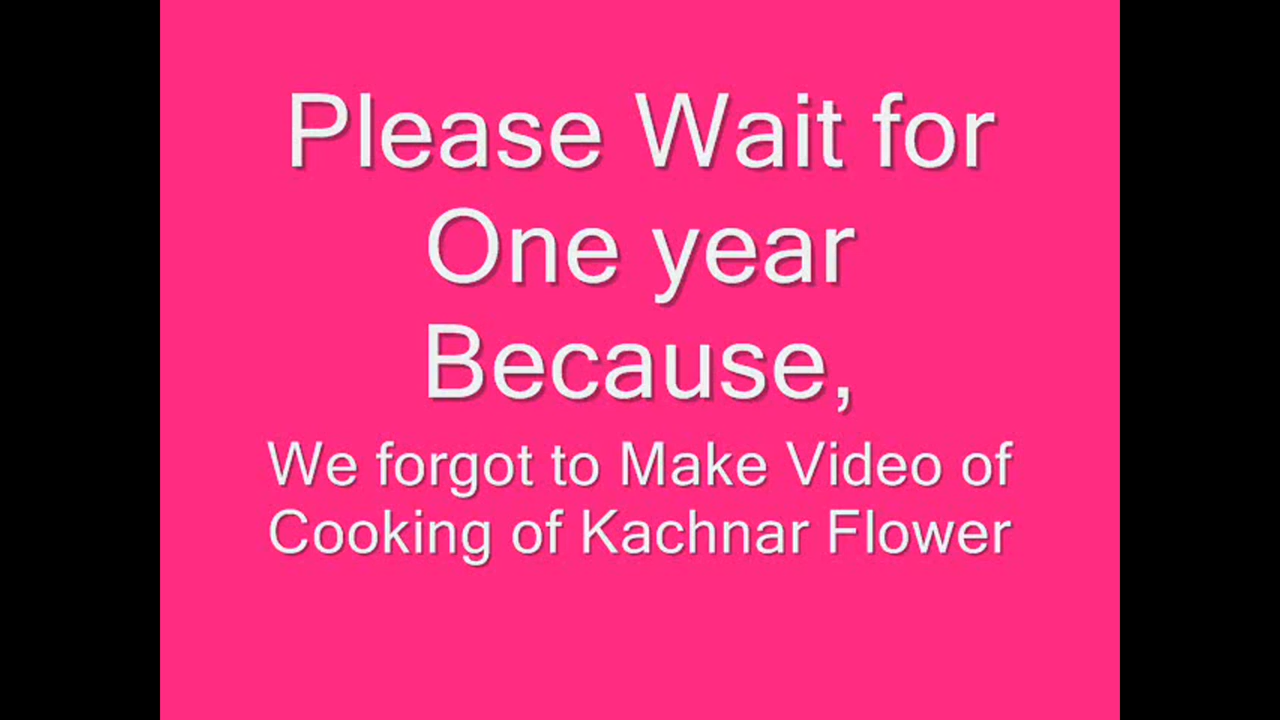 Please Wait for
One year
Because,
We forgot to Make Video of
Cooking of Kachnar Flower